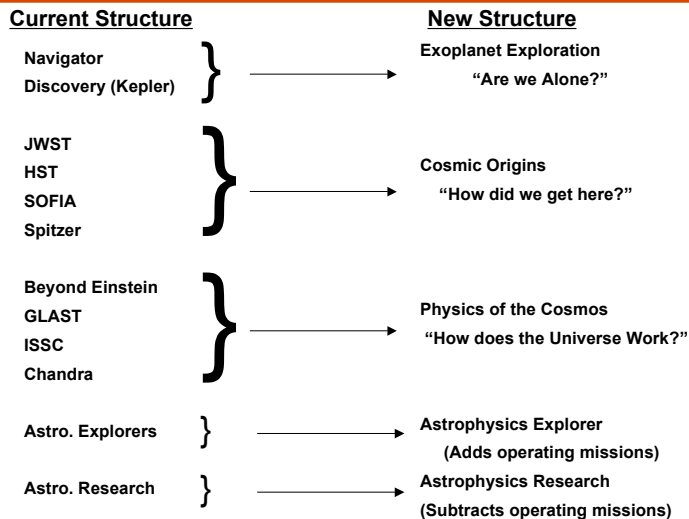 Current Structure
New Structure
Navigator
Discovery (Kepler)
Exoplanet Exploration
“Are we Alone?”
JWST
HST
SOFIA
Spitzer
Cosmic Origins
“How did we get here?”
Beyond Einstein
GLAST
ISSC
Chandra
Physics of the Cosmos
“How does the Universe Work?”
Astro. Explorers
Astrophysics Explorer
(Adds operating missions)
Astro. Research
Astrophysics Research
(Subtracts operating missions)